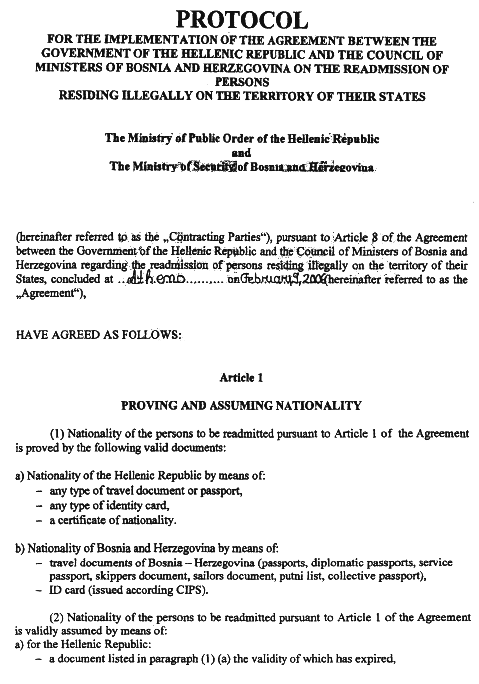 PROTOCOL
FOR THE IMPLEMENTATION OF THE AGREEMENT BETWEEN THE
GOVERNMENT OF THE HELLENIC REPUBLIC AND THE COUNCIL OF
MINISTERS OF BOSNIA AND HERZEGOVINA ON THE READMISSION OF
PERSONS
RESIDING ILLEGALLY ON THE TERRITORY OF THEIR STATES
The Ministry of Public Order of the Hellenic Republic
and
The Ministry of Security of Bosnia and Herzegovina
(hereinafter referred to as the „Contracting Parties"), pursuant to Article 8 of the Agreement
between the Government of the Hellenic Republic and the Council of Ministers of Bosnia and
Herzegovina regarding the readmission of persons residing illegally on the territory of their
States, concluded at ..Athens......... on February 9, 2006 (hereinafter referred to as the
„Agreement"),
HAVE AGREED AS FOLLOWS:
Article 1
PROVING AND ASSUMING NATIONALITY
(1) Nationality of the persons to be readmitted pursuant to Article 1 of the Agreement
is proved by the following valid documents:
a) Nationality of the Hellenic Republic by means of:
– any type of travel document or passport,
– any type of identity card,
– a certificate of nationality.
b) Nationality of Bosnia and Herzegovina by means of:
– travel documents of Bosnia – Herzegovina (passports, diplomatic passports, service
passport, skippers document, sailors document, putni list, collective passport),
– ID card (issued according CIPS).
(2) Nationality of the persons to be readmitted pursuant to Article 1 of the Agreement
is validly assumed by means of:
a) for the Hellenic Republic:
– a document listed in paragraph (1) (a) the validity of which has expired,